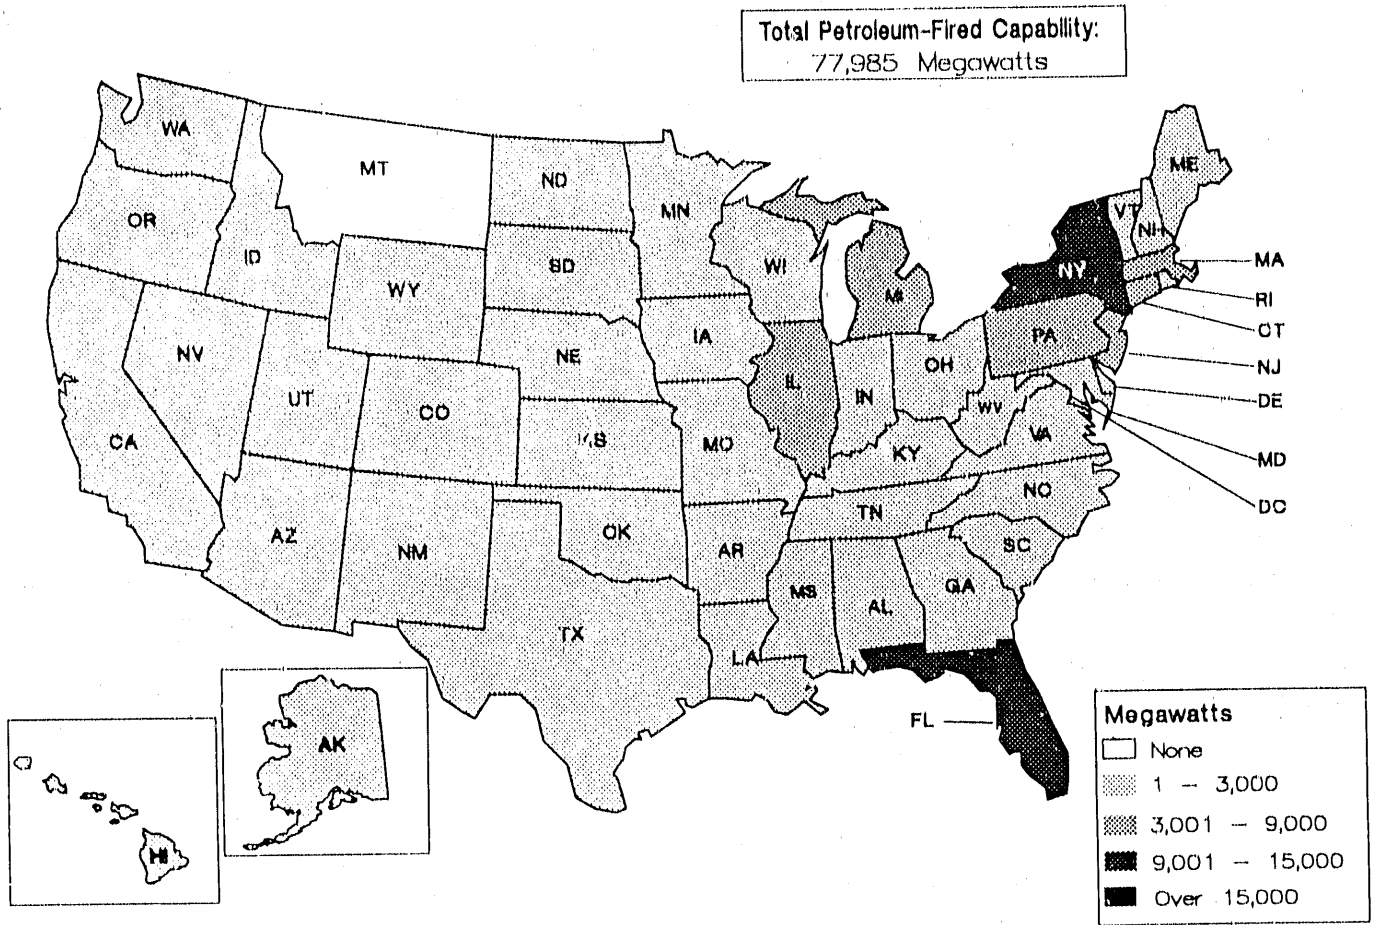 Total Petroleum-Fired Capability:
77,985 Megawatts
WA
MT
ND
MN
OR
ID
WY
SD
WI
MI
NY
VT
NH
ME
MA
RI
CT
NJ
DE
MD
DC
NV
UT
CO
NE
IA
KS
MO
IL
IN
OH
PA
WV
VA
KY
CA
AZ
NM
OK
AR
TN
NC
SC
GA
AL
MS
LA
TX
FL
AK
HI
Megawatts
None
1 - 3,000
3,001 - 9,000
9,001 - 15,000
Over 15,000